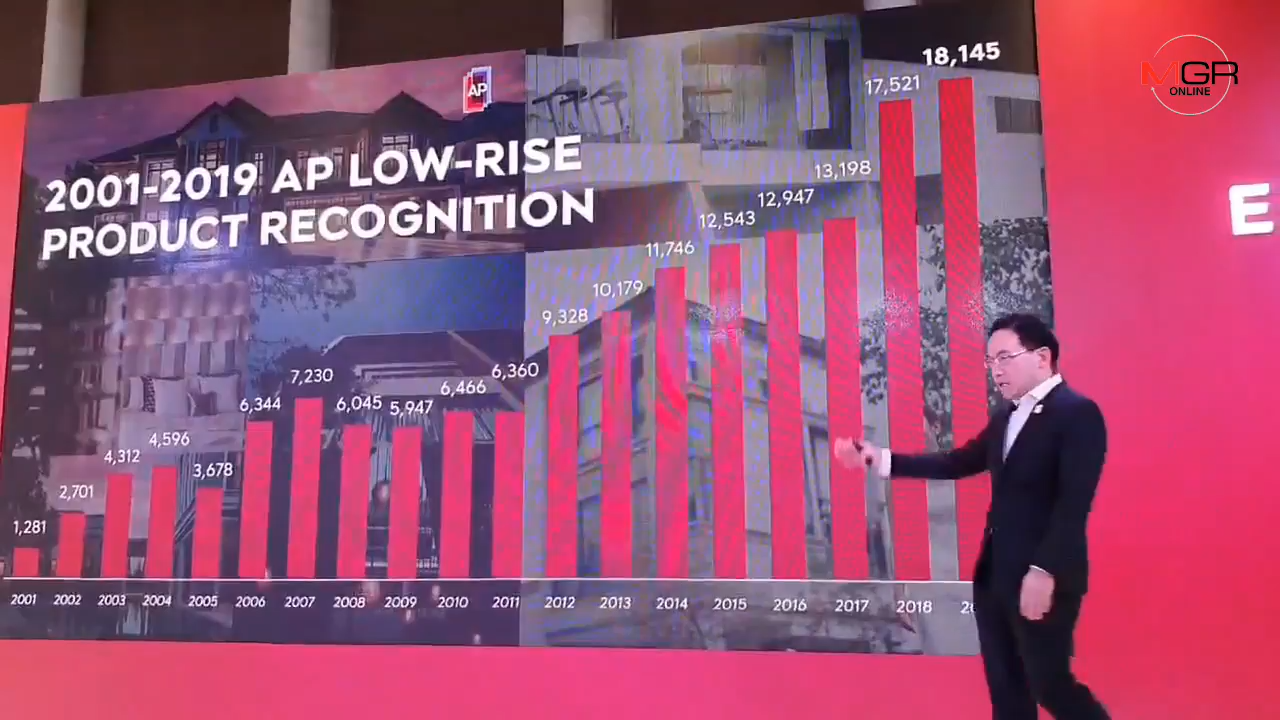 MGR
ONLINE
AP
2001-2019 AP LOW-RISE
PRODUCT RECOGNITION
E
1,281
2,701
4,312
4,596
3,678
6,344
7,230
6,045
5,947
6,466
6,360
9,328
10,179
11,746
12,543
12,947
13,198
17,521
18,145
2001 2002 2003 2004 2005 2006 2007 2008 2009 2010 2011 2012 2013 2014 2015 2016 2017 2018